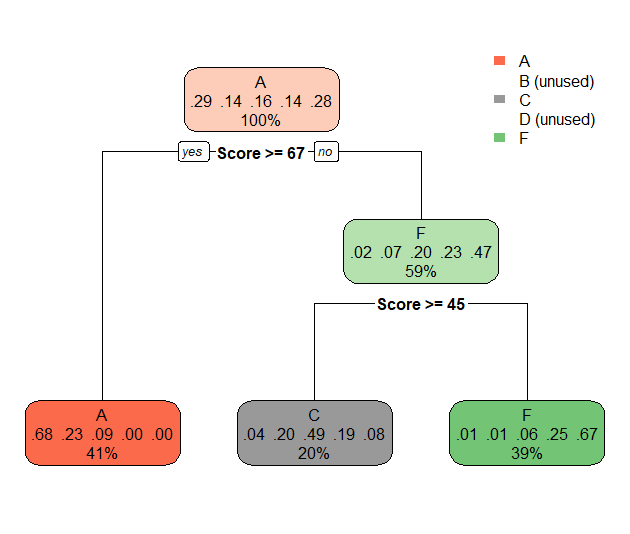 A
B (unused)
C
D (unused)
F
A
.29 .14 .16 .14 .28
100%
yes Score >= 67 no
F
.02 .07 .20 .23 .47
59%
Score >= 45
A
.68 .23 .09 .00 .00
41%
C
.04 .20 .49 .19 .08
20%
F
.01 .01 .06 .25 .67
39%